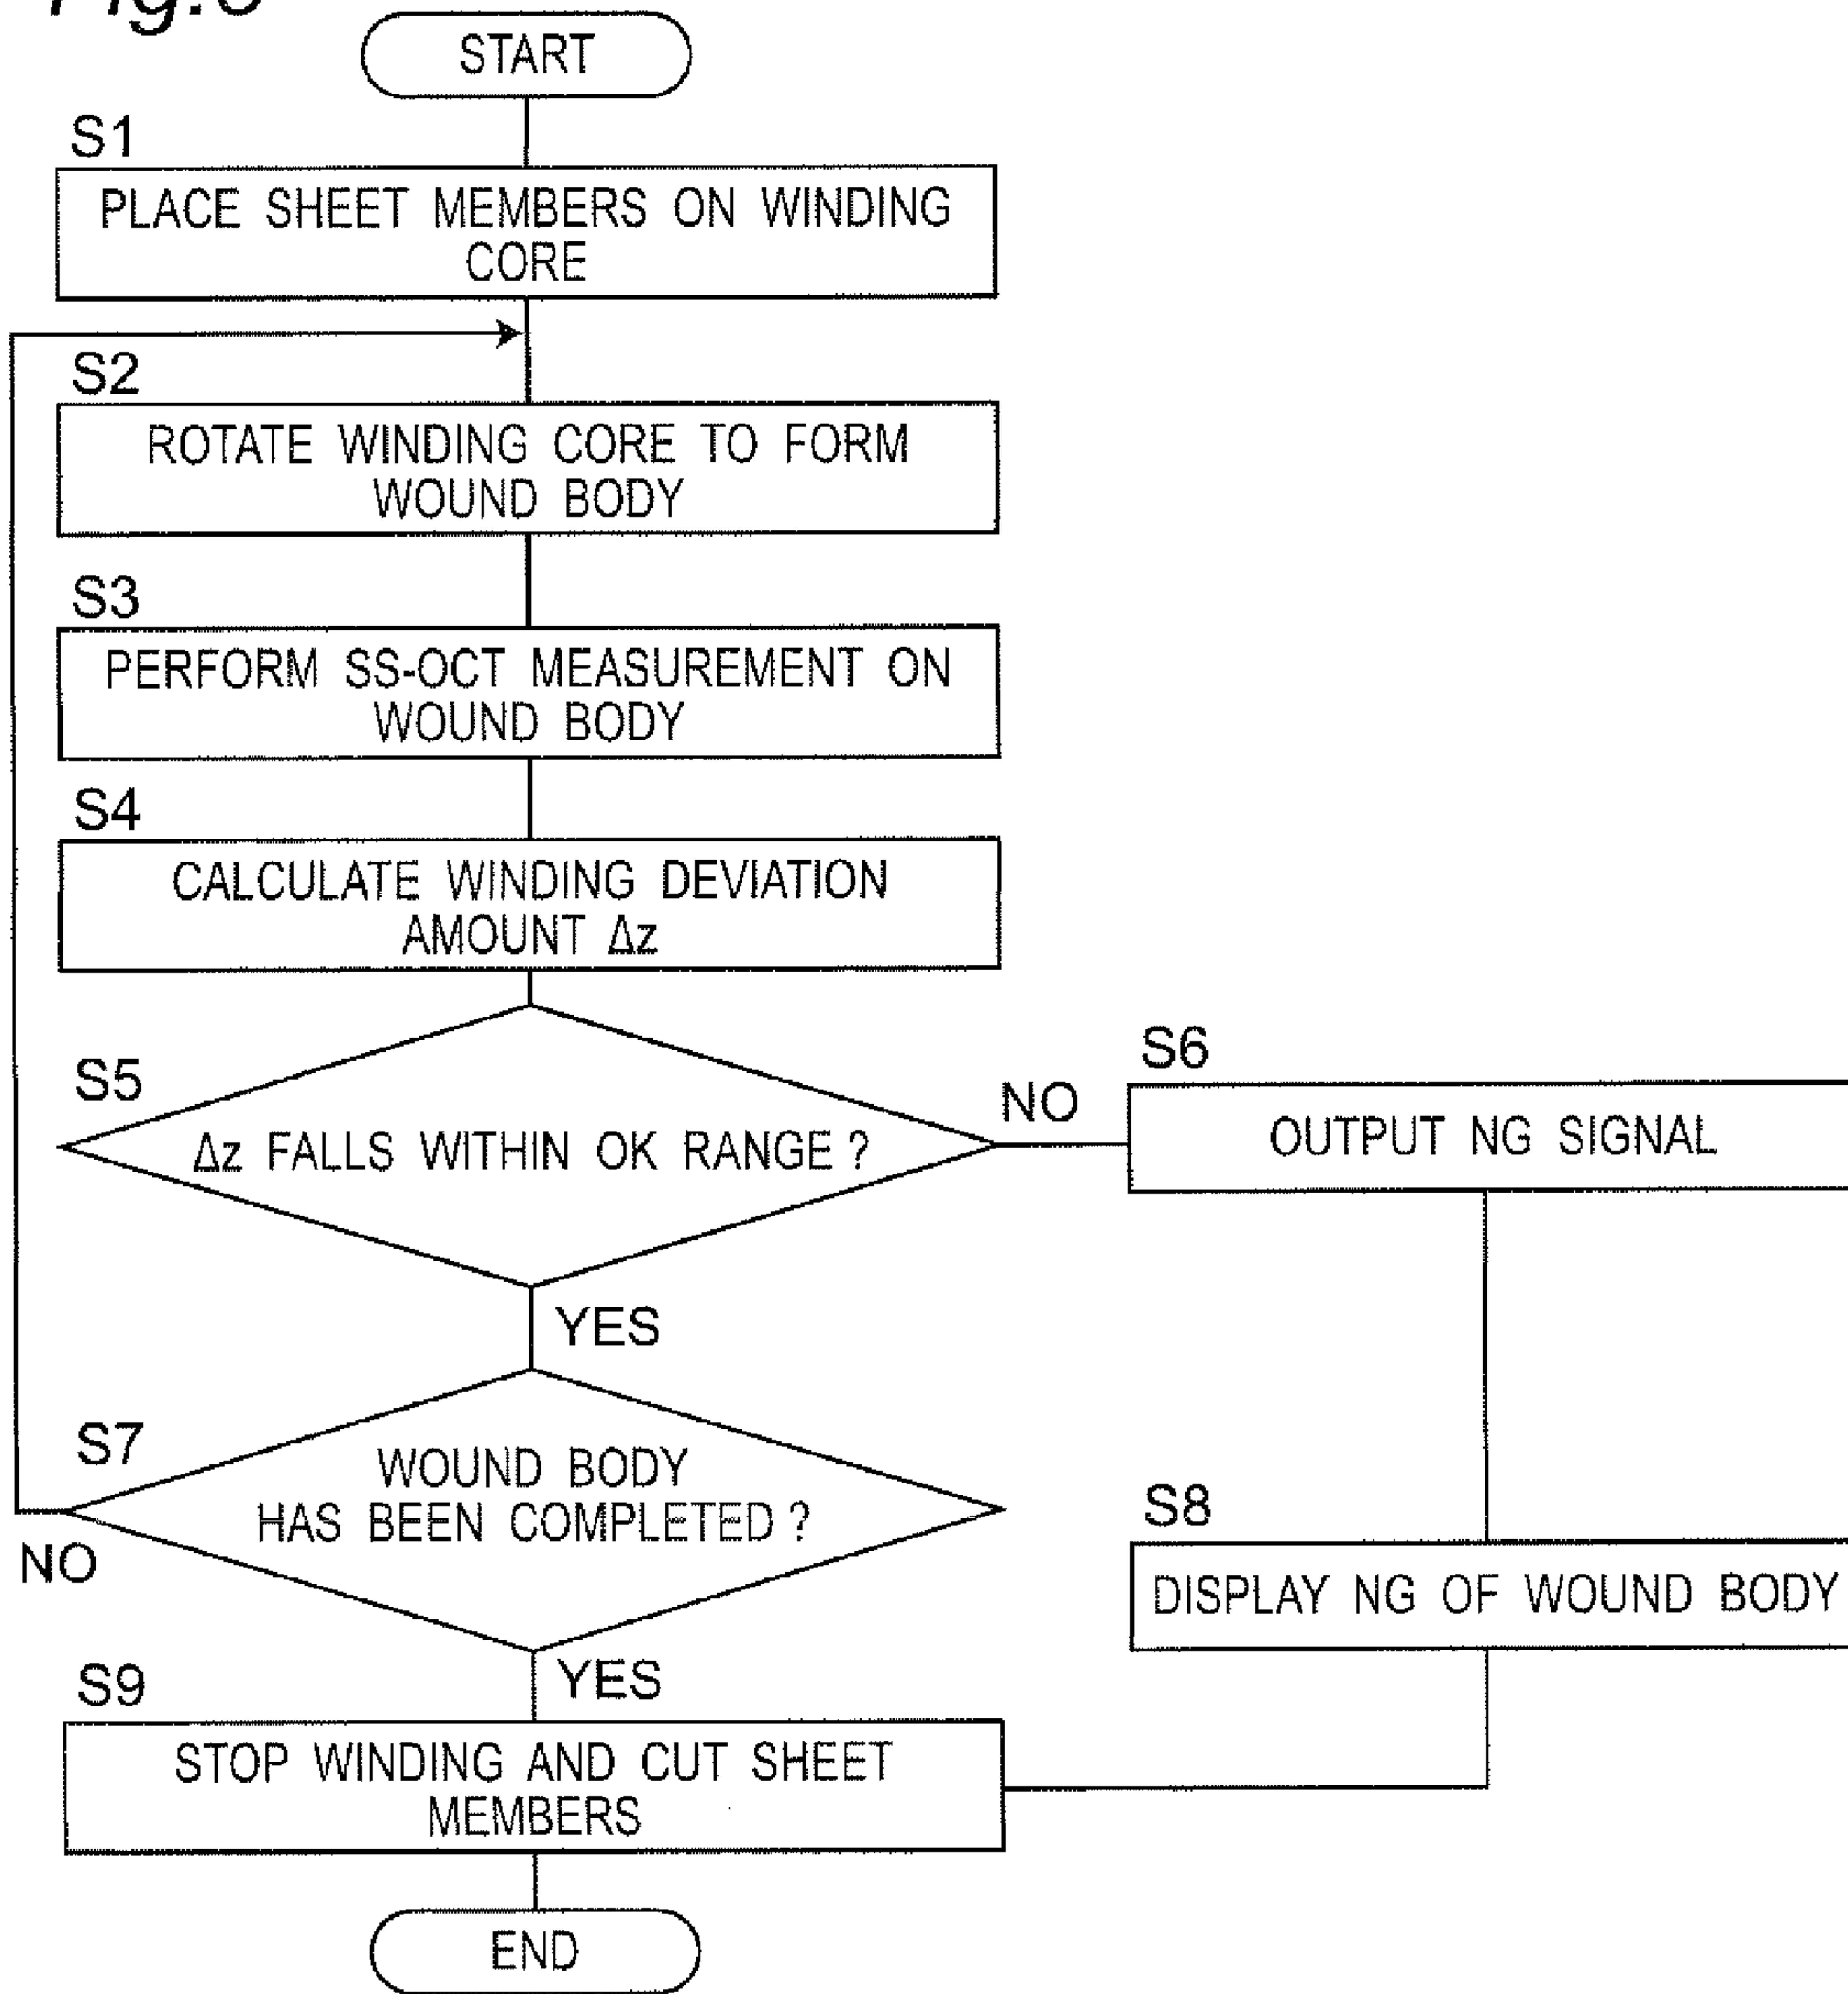 START
S1
PLACE SHEET MEMBERS ON WINDING
CORE
S2
ROTATE WINDING CORE TO FORM
WOUND BODY
S3
PERFORM SS-OCT MEASUREMENT ON
WOUND BODY
S4
CALCULATE WINDING DEVIATION
AMOUNT Δz
S5
Δz FALLS WITHIN OK RANGE ?
NO
S6
OUTPUT NG SIGNAL
YES
S7
WOUND BODY
HAS BEEN COMPLETED ?
NO
S8
DISPLAY NG OF WOUND BODY
YES
S9
STOP WINDING AND CUT SHEET
MEMBERS
END